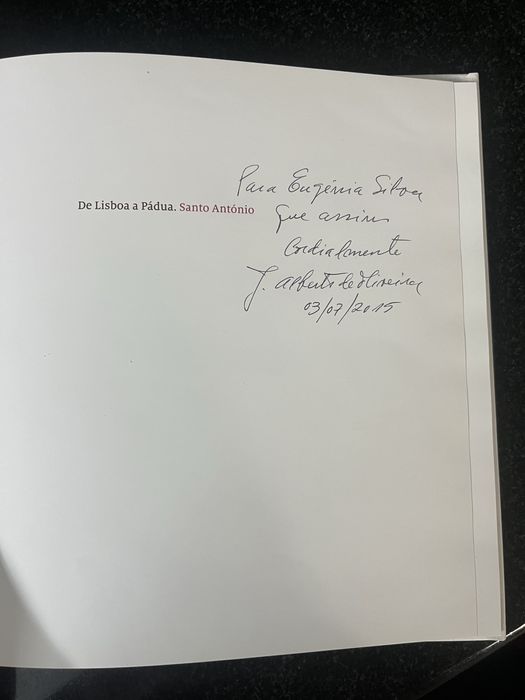 De Lisboa a Pádua. Santo António
Para Eugénia Silva
que assim
Cordialmente
J. Alberto de Oliveira
03/07/2015